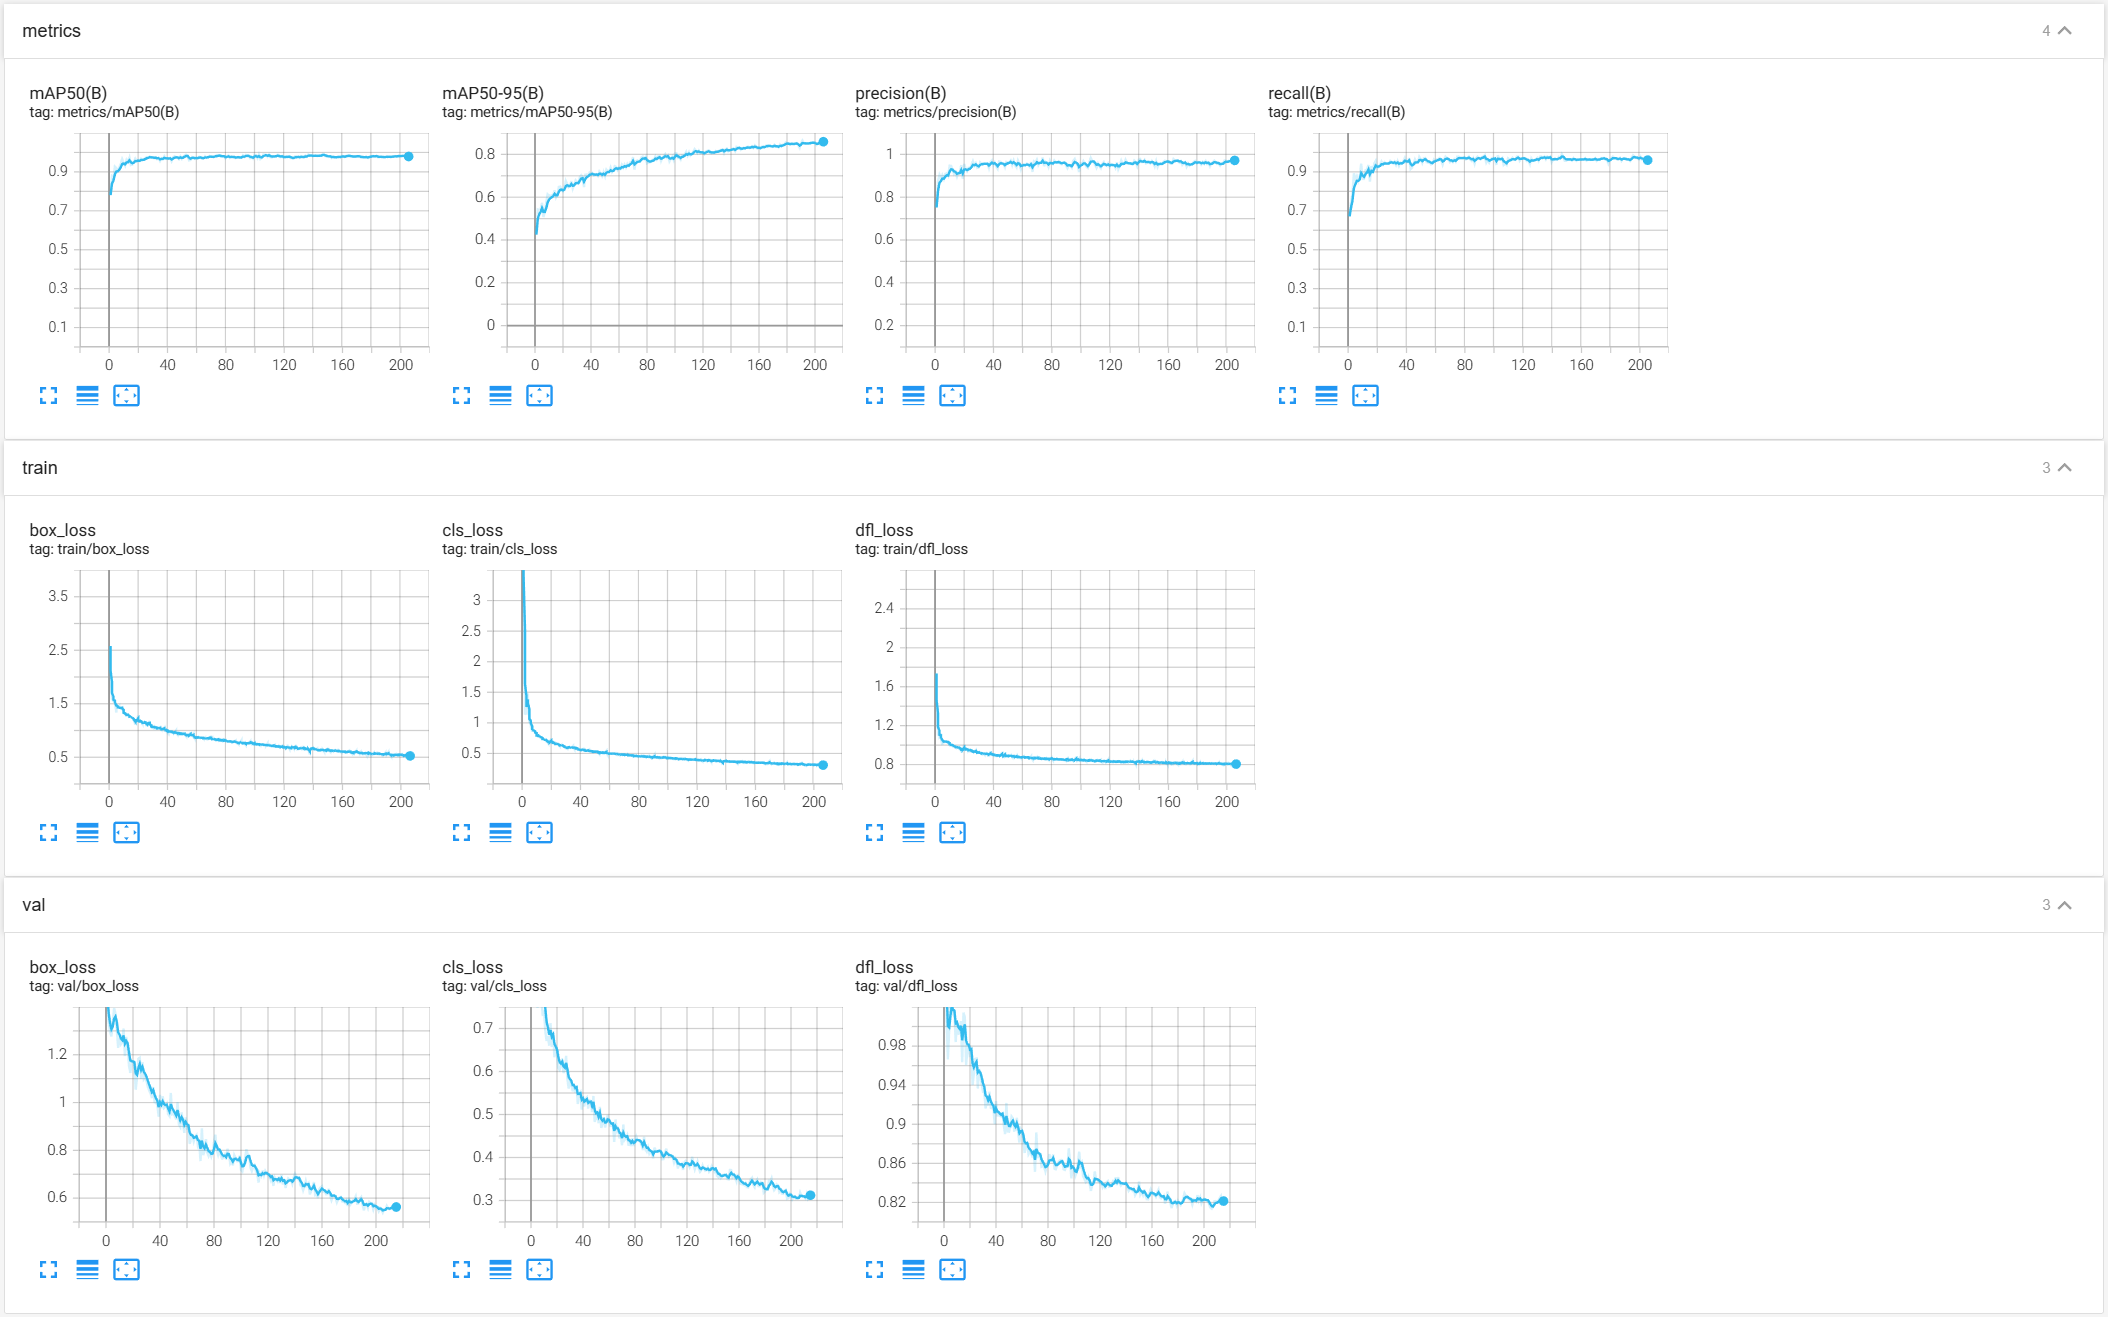 metrics 4
mAP50(B) mAP50-95(B) precision(B) recall(B)
tag: metrics/mAP50(B) tag: metrics/mAP50-95(B) tag: metrics/precision(B) tag: metrics/recall(B)
0.9 0.8 1 0.9
0.7 0.6 0.8 0.7
0.5 0.4 0.6 0.5
0.3 0.2 0.4 0.3
0.1 0 0.2 0.1
0 40 80 120 160 200 0 40 80 120 160 200 0 40 80 120 160 200 0 40 80 120 160 200
train 3
box_loss cls_loss dfl_loss
tag: train/box_loss tag: train/cls_loss tag: train/dfl_loss
3.5 3 2.4
2.5 2.5 2
1.5 2 1.6
0.5 1.5 1.2
1 0.8
0.5
0 40 80 120 160 200 0 40 80 120 160 200 0 40 80 120 160 200
val 3
box_loss cls_loss dfl_loss
tag: val/box_loss tag: val/cls_loss tag: val/dfl_loss
1.2 0.7 0.98
1 0.6 0.94
0.8 0.5 0.9
0.6 0.4 0.86
0.3 0.82
0 40 80 120 160 200 0 40 80 120 160 200 0 40 80 120 160 200